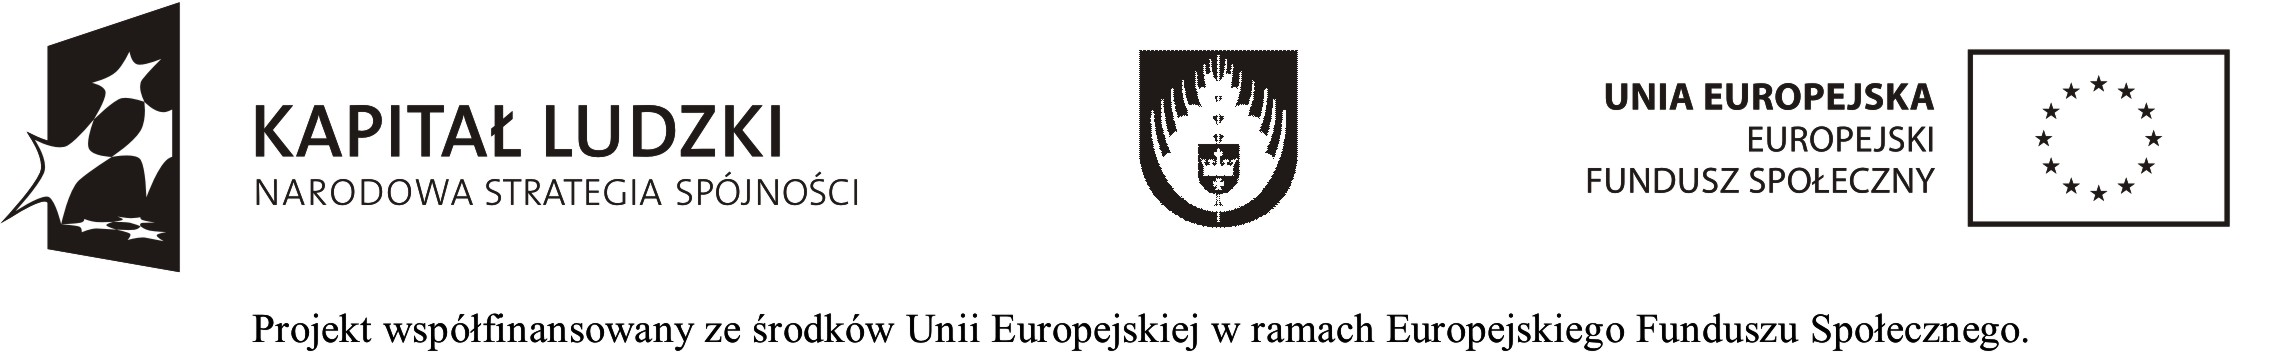 KAPITAŁ LUDZKI
NARODOWA STRATEGIA SPÓJNOŚCI
UNIA EUROPEJSKA
EUROPEJSKI
FUNDUSZ SPOŁECZNY
Projekt współfinansowany ze środków Unii Europejskiej w ramach Europejskiego Funduszu Społecznego.